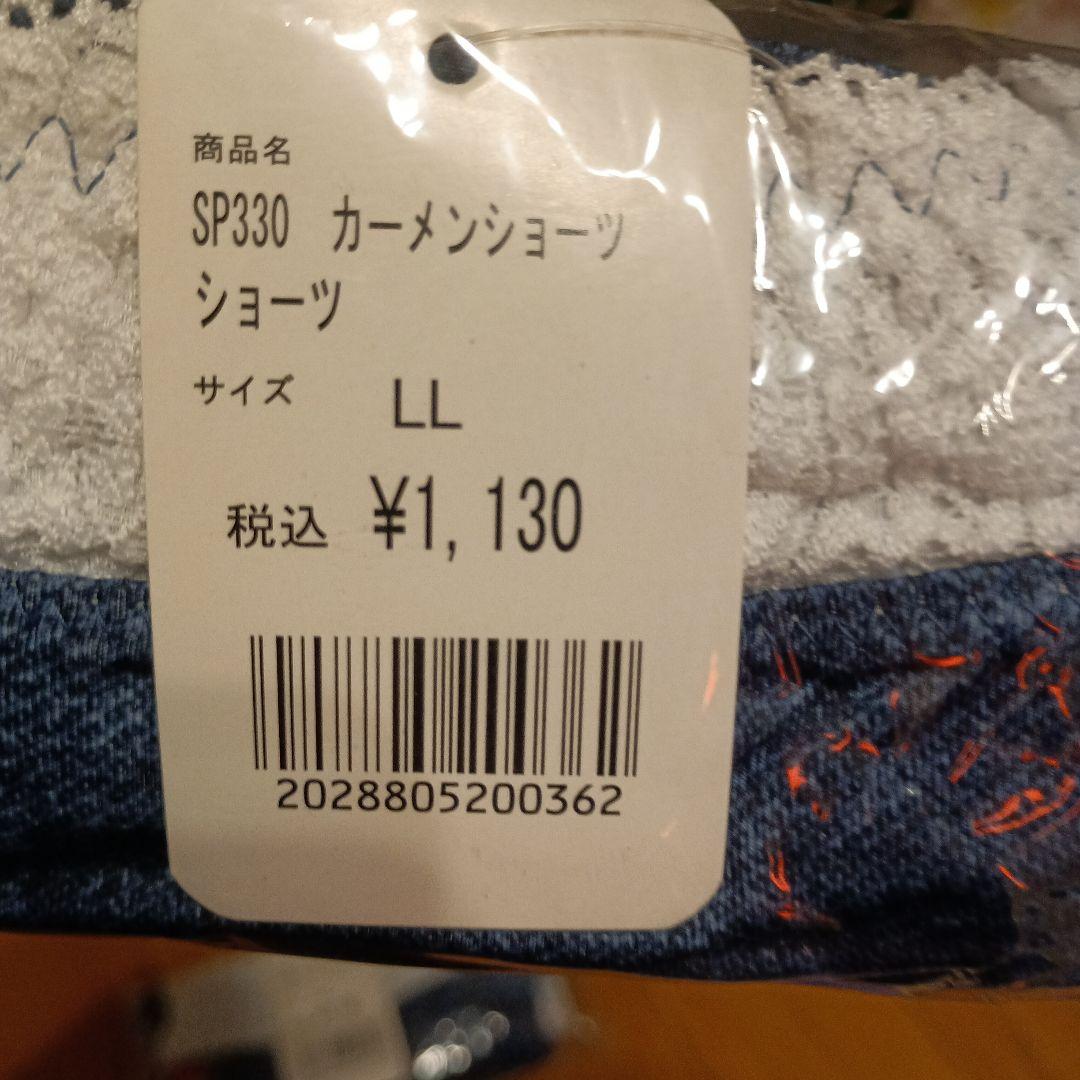 商品名
SP330 カーメンショーツ
ショーツ
サイズ LL
税込 ¥1,130
2028805200362